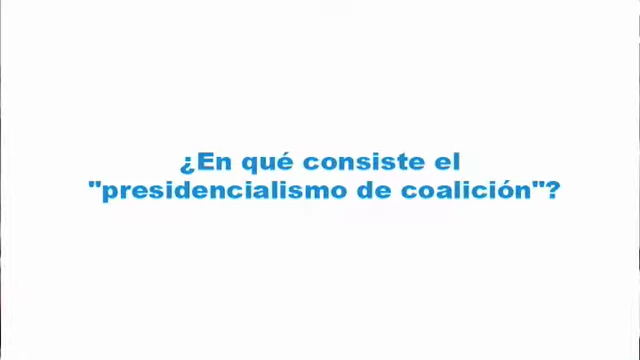 ¿En qué consiste el
"presidencialismo de coalición"?